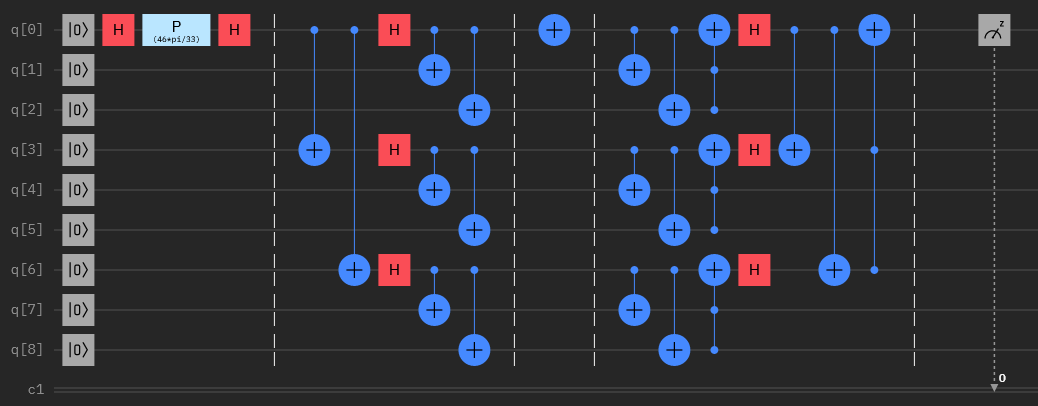 q[0] |0⟩ H P (46*pi/33) H H + + H + z
q[1] |0⟩ + +
q[2] |0⟩ + +
q[3] |0⟩ + H + H +
q[4] |0⟩ + +
q[5] |0⟩ + +
q[6] |0⟩ + H + H +
q[7] |0⟩ + +
q[8] |0⟩ + +
c1 0